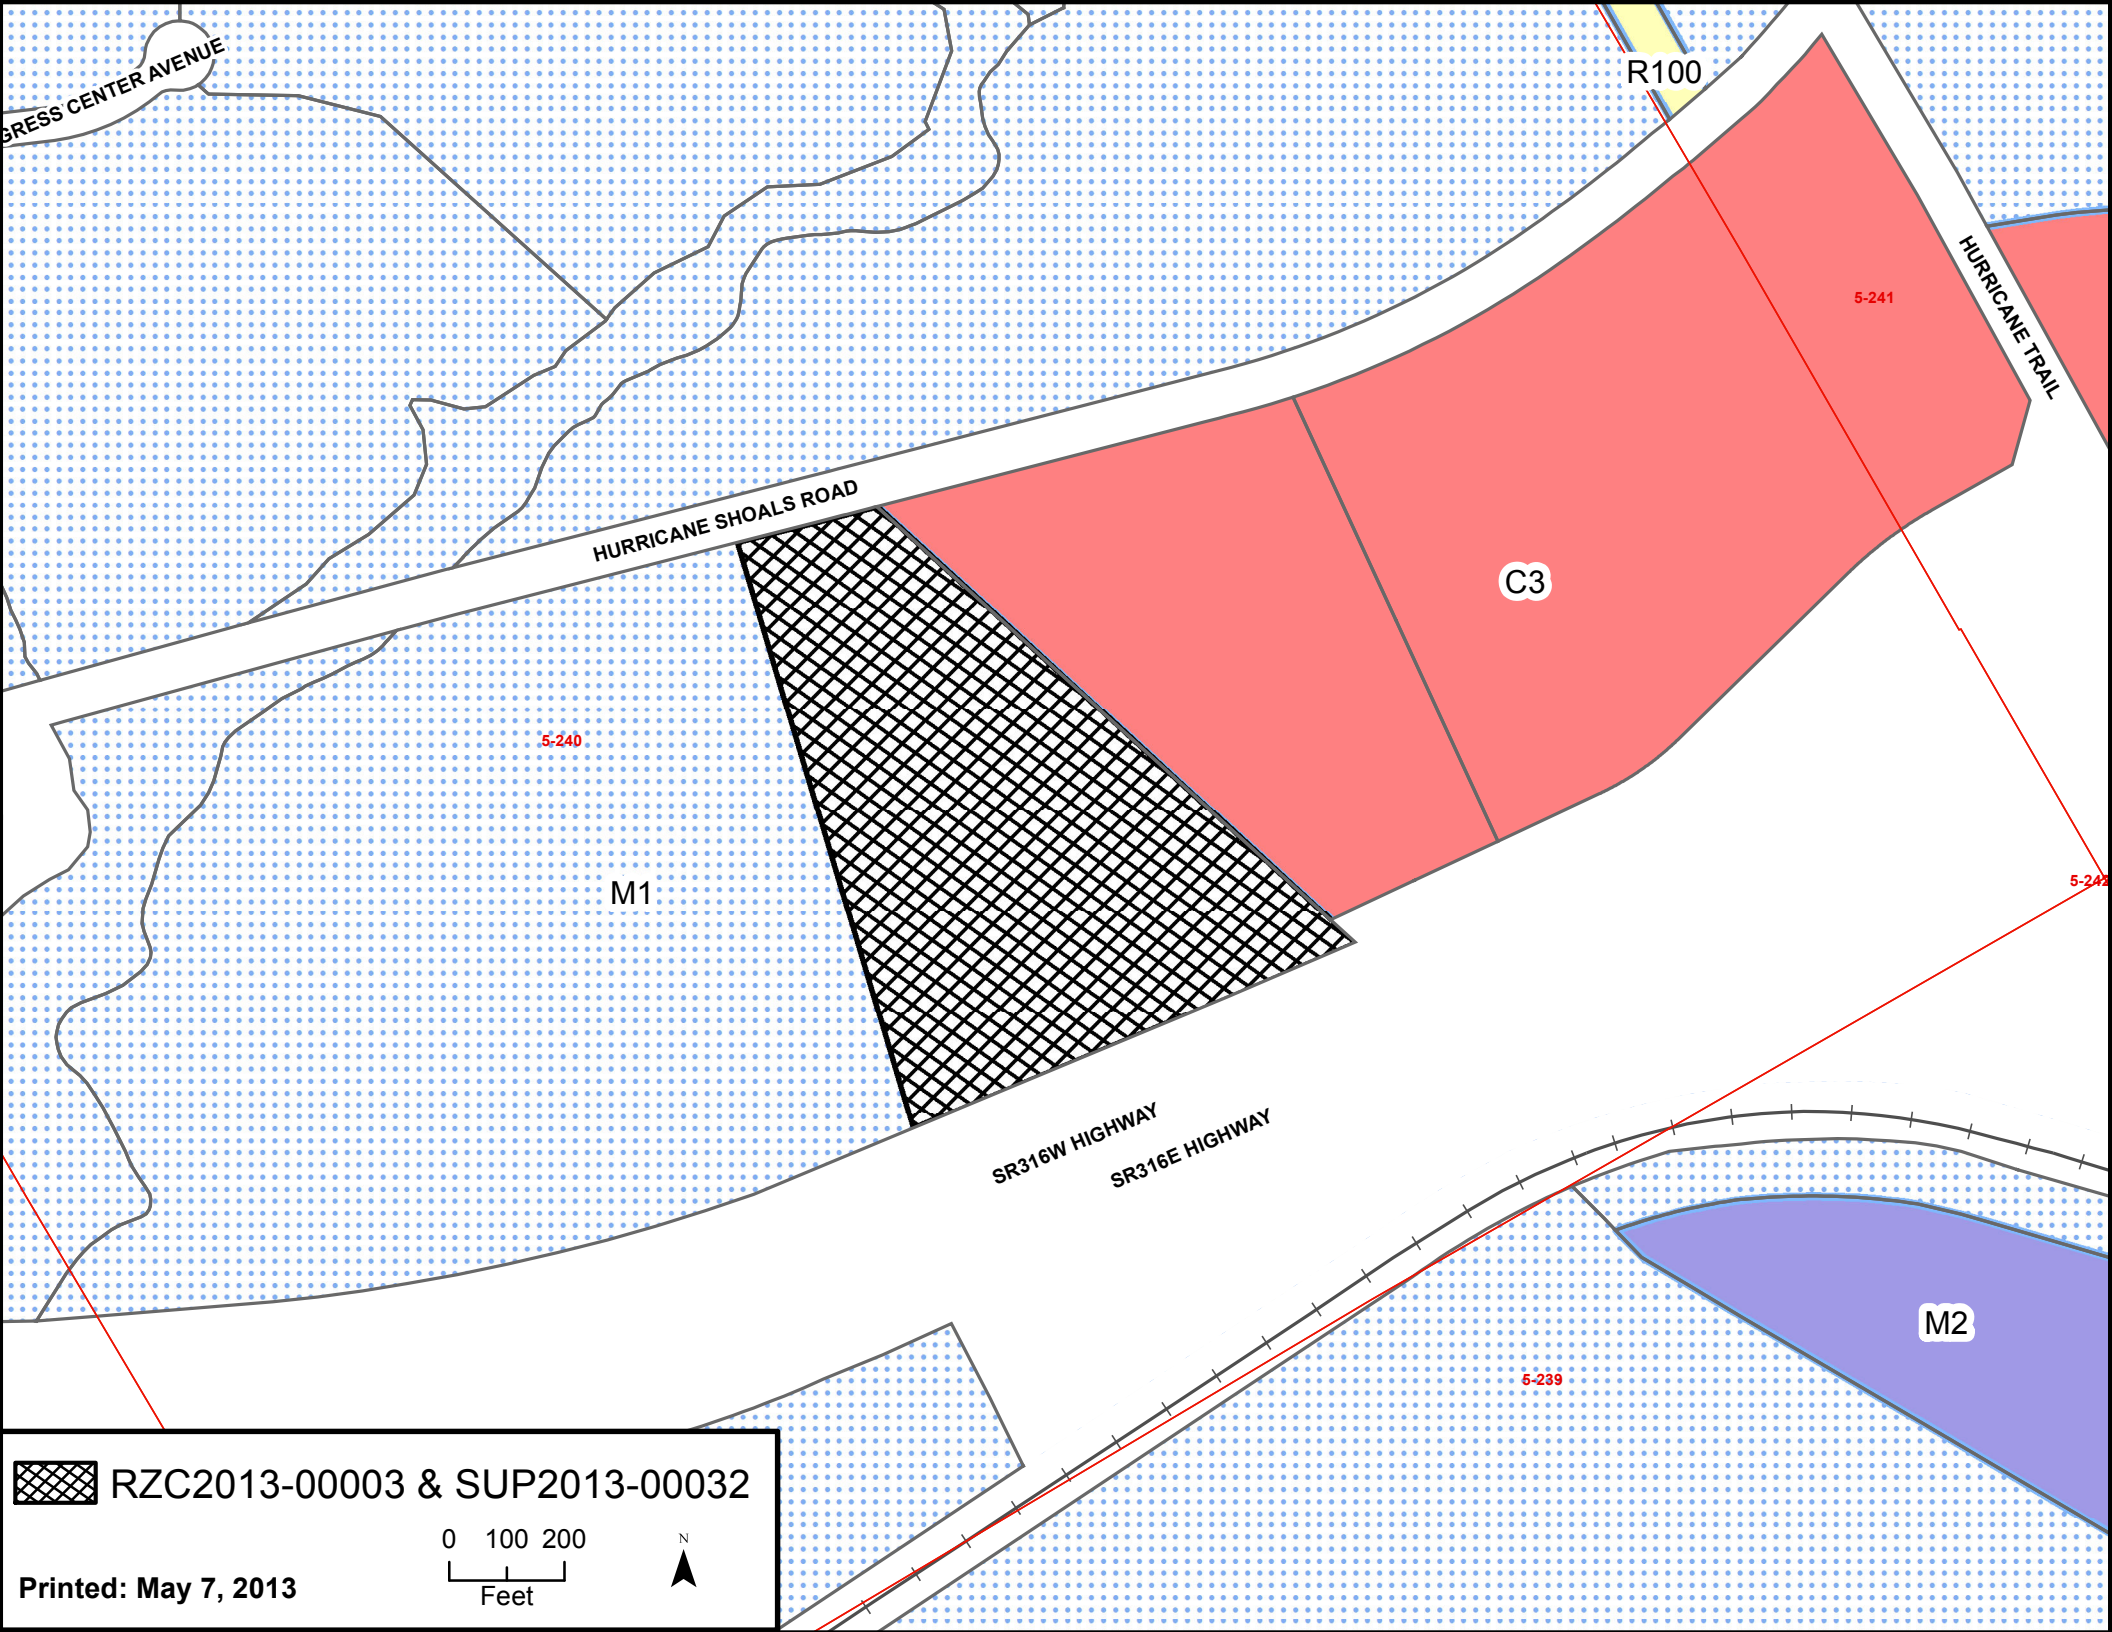 GRESS CENTER AVENUE
R100
HURRICANE TRAIL
5-241
HURRICANE SHOALS ROAD
C3
5-240
M1
5-242
SR316W HIGHWAY
SR316E HIGHWAY
M2
5-239
RZC2013-00003 & SUP2013-00032
0 100 200
Feet
N
Printed: May 7, 2013